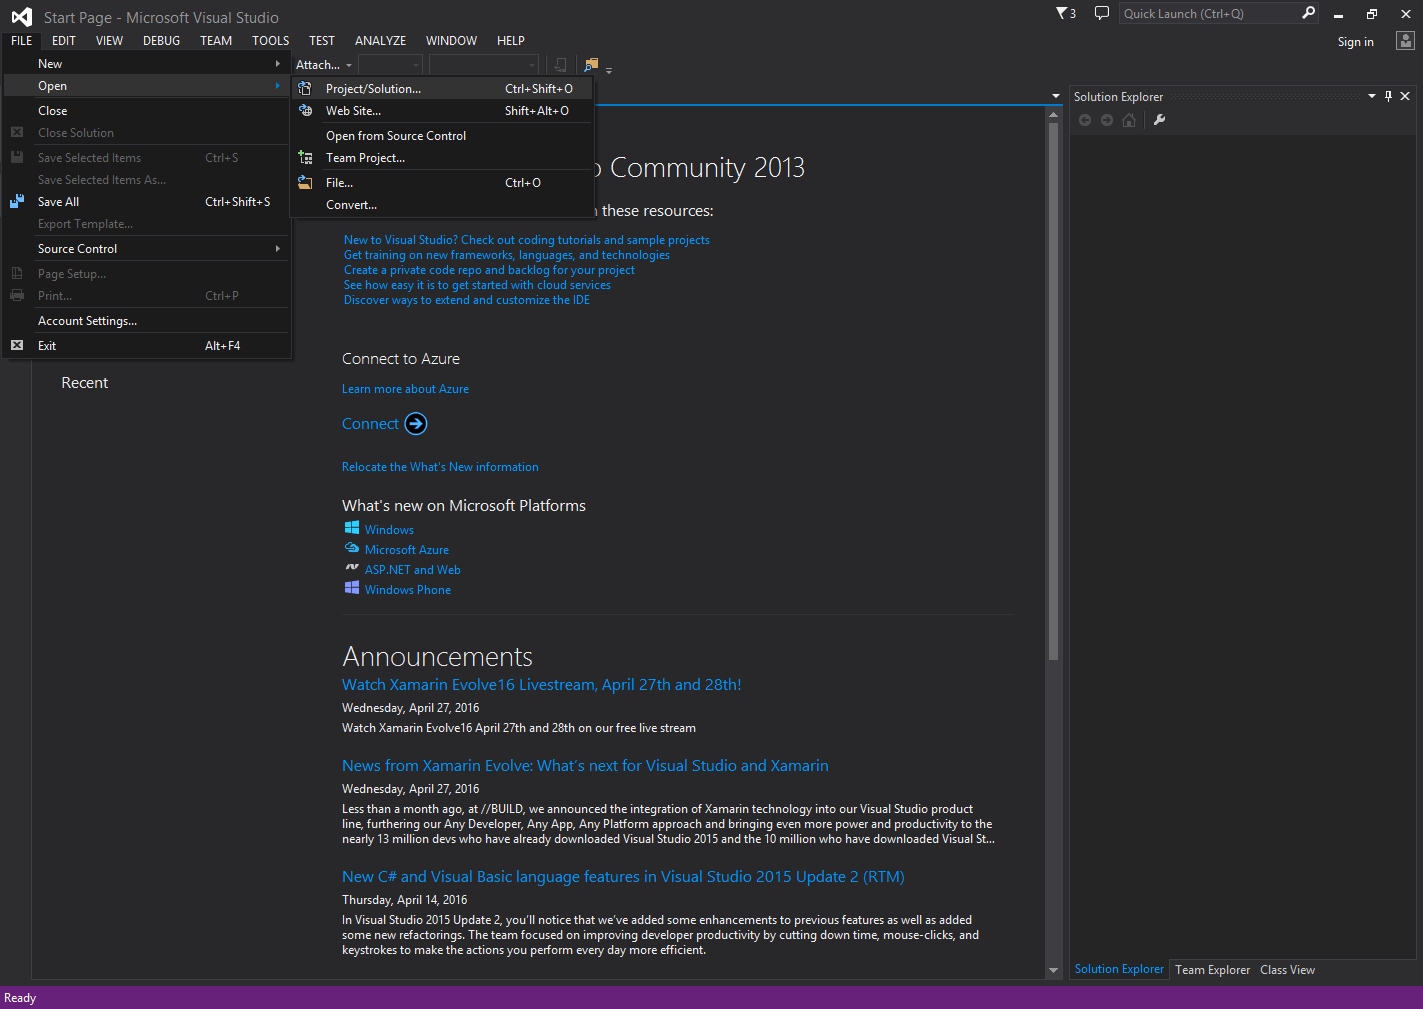 Start Page - Microsoft Visual Studio
3
Quick Launch (Ctrl+Q)
FILE EDIT VIEW DEBUG TEAM TOOLS TEST ANALYZE WINDOW HELP
Sign in
Attach...
New
Open
Close
Close Solution
Save Selected Items Ctrl+S
Save Selected Items As...
Save All Ctrl+Shift+S
Export Template...
Source Control
Page Setup...
Print... Ctrl+P
Account Settings...
Exit Alt+F4
Project/Solution... Ctrl+Shift+O
Web Site... Shift+Alt+O
Open from Source Control
Team Project...
File... Ctrl+O
Convert...
Recent
o Community 2013
n these resources:
New to Visual Studio? Check out coding tutorials and sample projects
Get training on new frameworks, languages, and technologies
Create a private code repo and backlog for your project
See how easy it is to get started with cloud services
Discover ways to extend and customize the IDE
Connect to Azure
Learn more about Azure
Connect
Relocate the What's New information
What's new on Microsoft Platforms
Windows
Microsoft Azure
ASP.NET and Web
Windows Phone
Announcements
Watch Xamarin Evolve16 Livestream, April 27th and 28th!
Wednesday, April 27, 2016
Watch Xamarin Evolve16 April 27th and 28th on our free live stream
News from Xamarin Evolve: What's next for Visual Studio and Xamarin
Wednesday, April 27, 2016
Less than a month ago, at //BUILD, we announced the integration of Xamarin technology into our Visual Studio product
line, furthering our Any Developer, Any App, Any Platform approach and bringing even more power and productivity to the
nearly 13 million devs who have already downloaded Visual Studio 2015 and the 10 million who have downloaded Visual St...
New C# and Visual Basic language features in Visual Studio 2015 Update 2 (RTM)
Thursday, April 14, 2016
In Visual Studio 2015 Update 2, you'll notice that we've added some enhancements to previous features as well as added
some new refactorings. The team focused on improving developer productivity by cutting down time, mouse-clicks, and
keystrokes to make the actions you perform every day more efficient.
Solution Explorer
Solution Explorer Team Explorer Class View
Ready